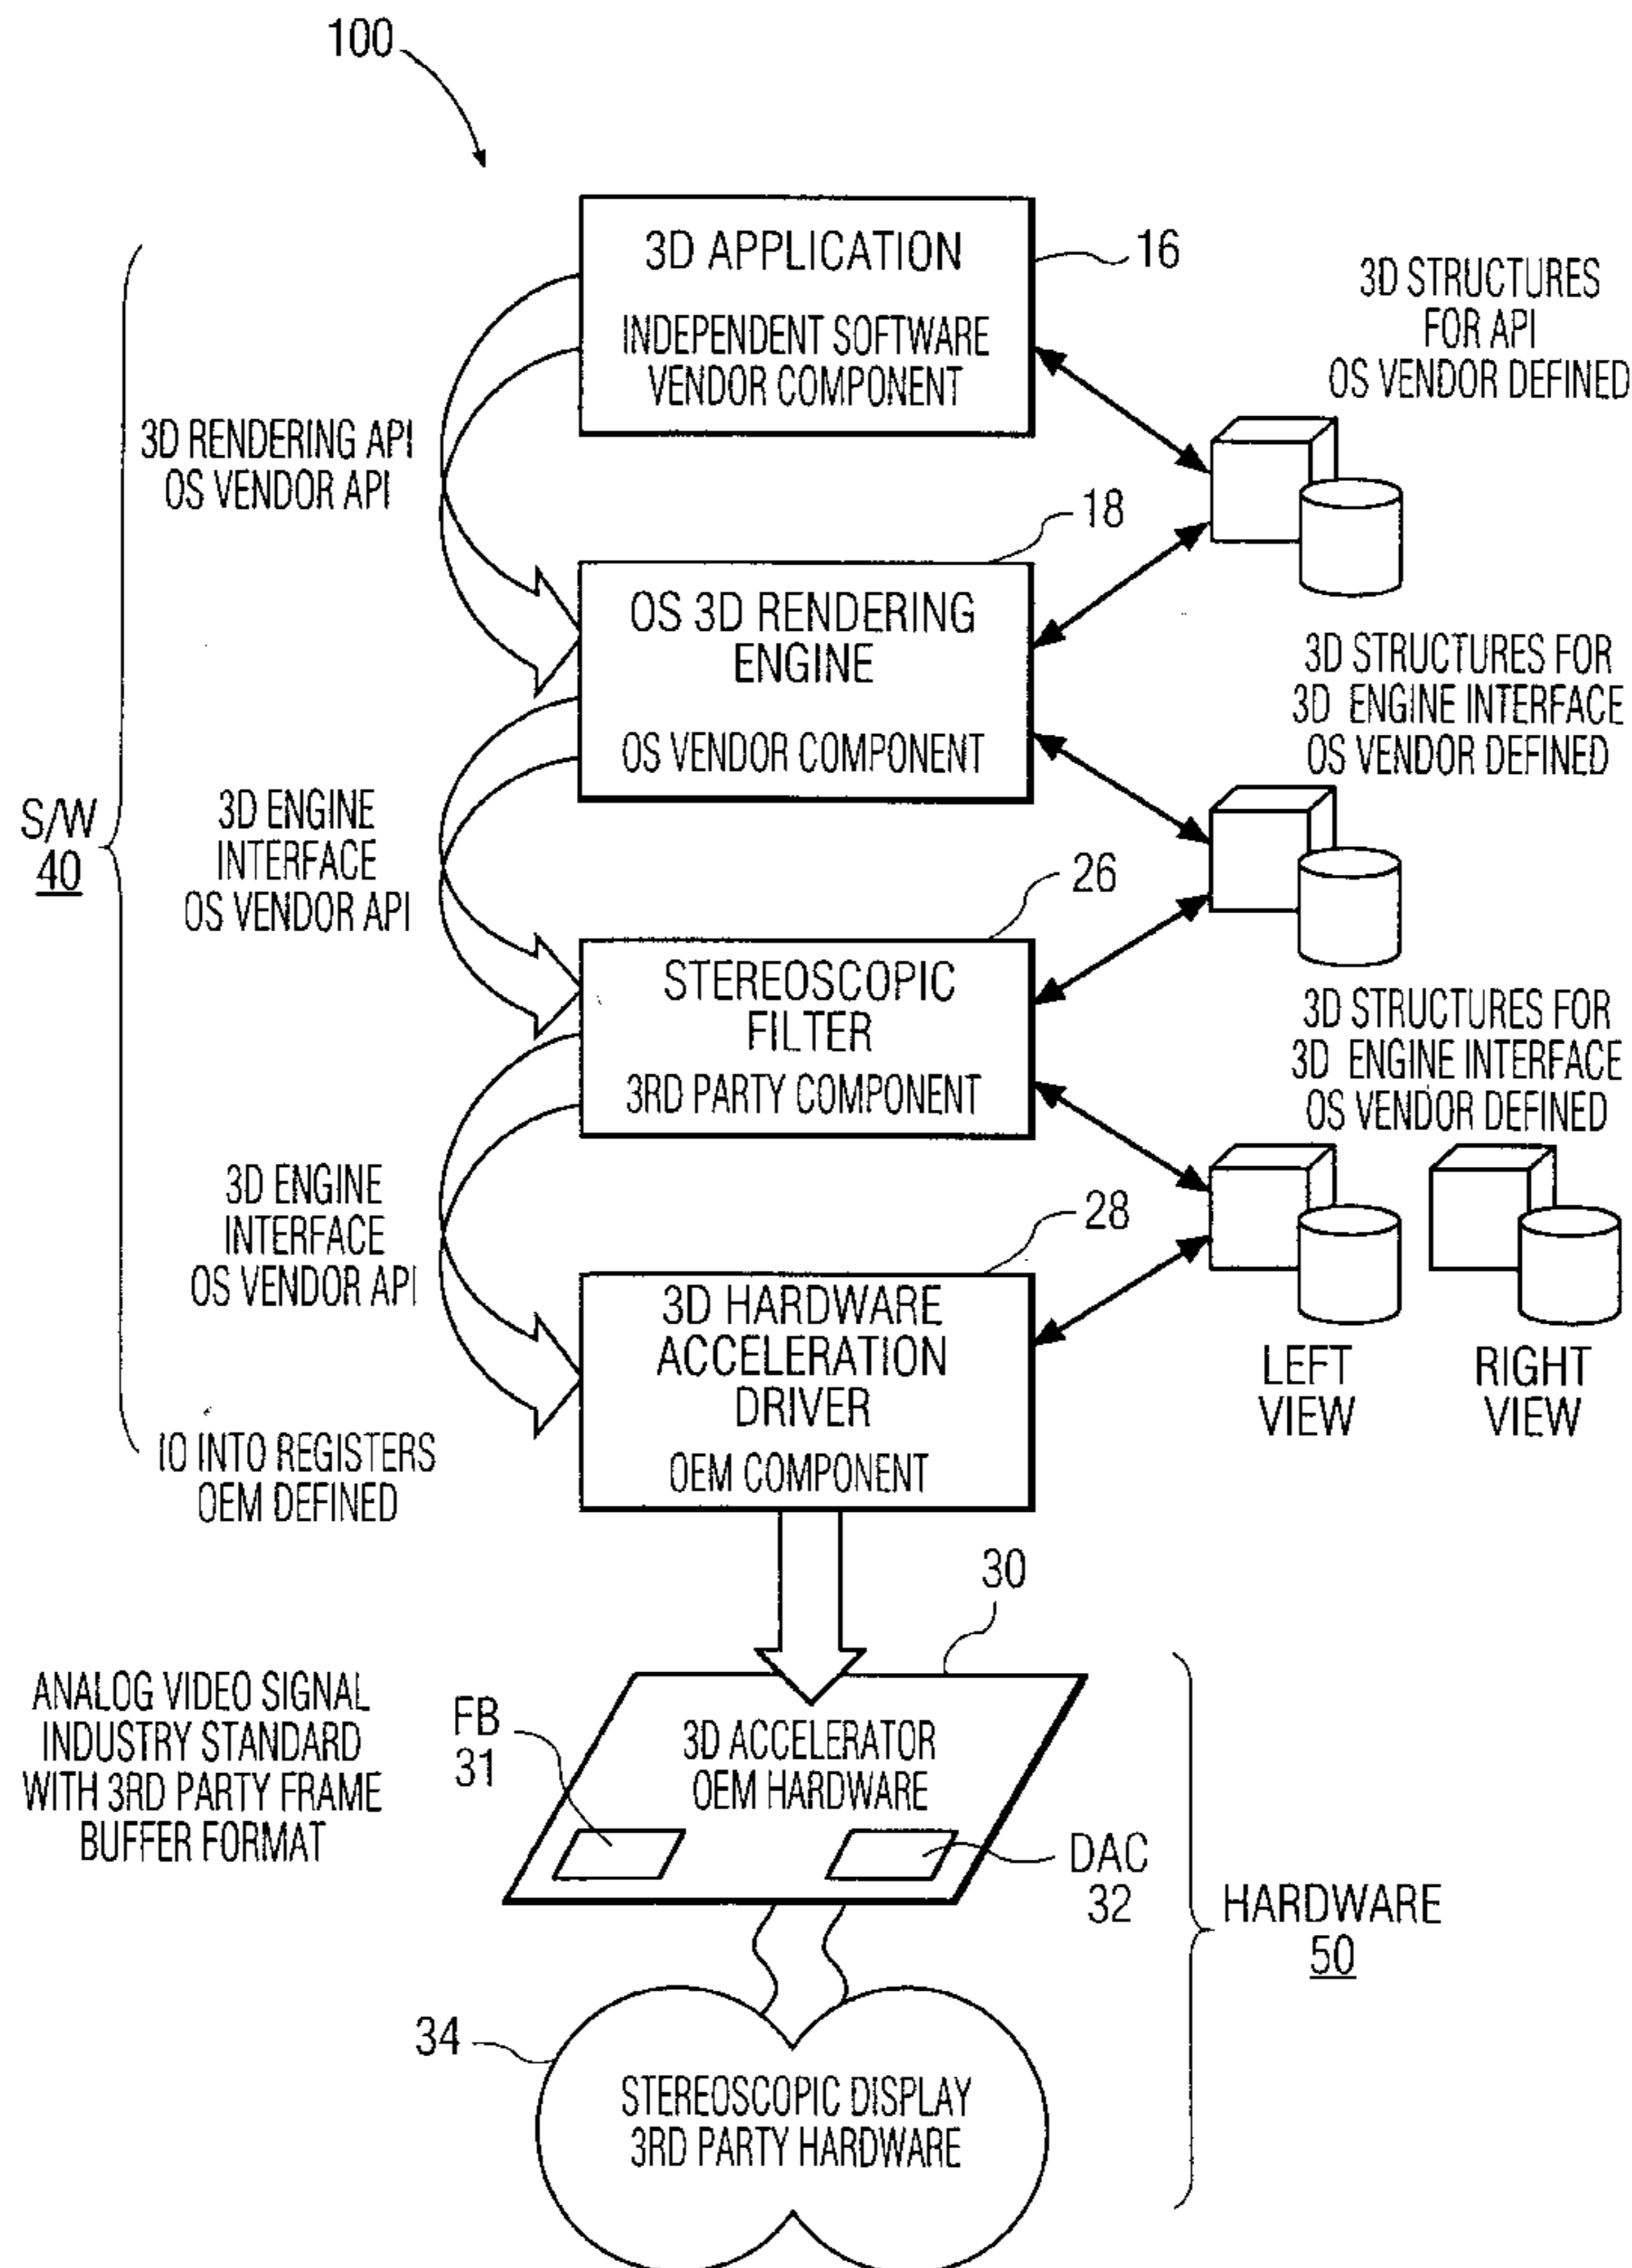 100
3D APPLICATION
INDEPENDENT SOFTWARE
VENDOR COMPONENT
16
3D STRUCTURES
FOR API
OS VENDOR DEFINED
3D RENDERING API
OS VENDOR API
18
OS 3D RENDERING
ENGINE
OS VENDOR COMPONENT
3D STRUCTURES FOR
3D ENGINE INTERFACE
OS VENDOR DEFINED
S/W
40
3D ENGINE
INTERFACE
OS VENDOR API
26
STEREOSCOPIC
FILTER
3RD PARTY COMPONENT
3D STRUCTURES FOR
3D ENGINE INTERFACE
OS VENDOR DEFINED
3D ENGINE
INTERFACE
OS VENDOR API
28
3D HARDWARE
ACCELERATION
DRIVER
OEM COMPONENT
LEFT
VIEW
RIGHT
VIEW
IO INTO REGISTERS
OEM DEFINED
30
ANALOG VIDEO SIGNAL
INDUSTRY STANDARD
WITH 3RD PARTY FRAME
BUFFER FORMAT
FB
31
3D ACCELERATOR
OEM HARDWARE
DAC
32
HARDWARE
50
34
STEREOSCOPIC DISPLAY
3RD PARTY HARDWARE